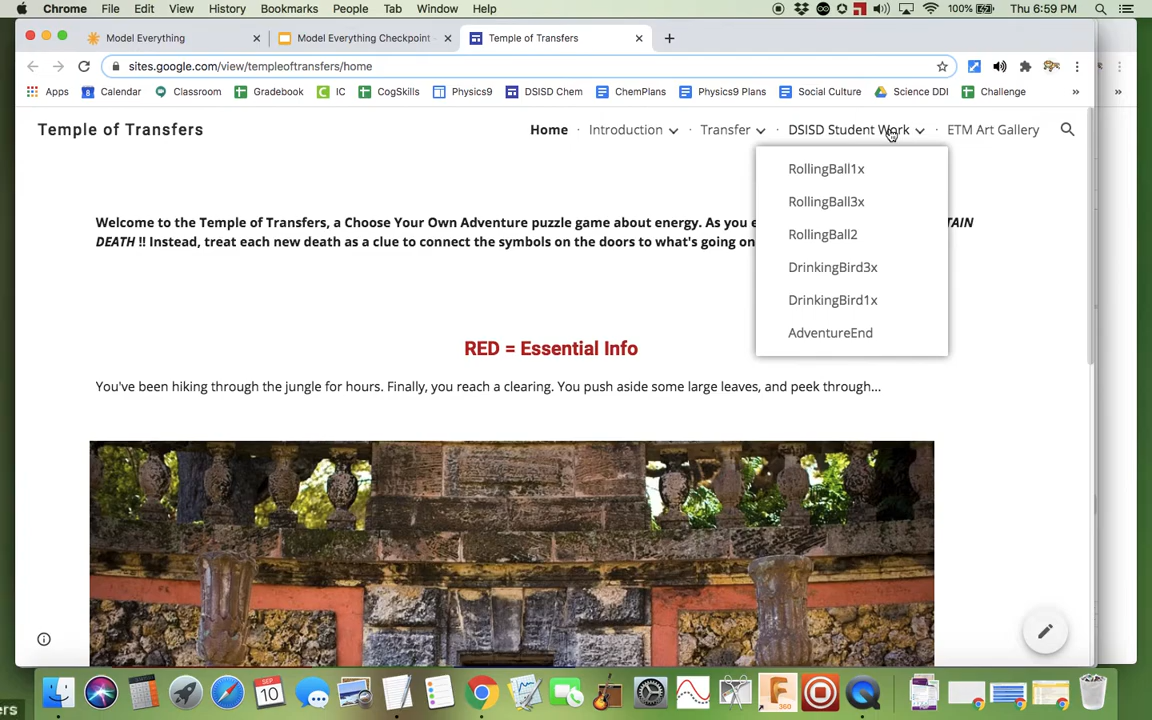 Chrome File Edit View History Bookmarks People Tab Window Help 100% Thu 6:59 PM
Model Everything Model Everything Checkpoint Temple of Transfers
sites.google.com/view/templeoftransfers/home
Apps Calendar Classroom Gradebook IC CogSkills Physics9 DSISD Chem ChemPlans Physics9 Plans Social Culture Science DDI Challenge » »
Temple of Transfers Home Introduction Transfer DSISD Student Work ETM Art Gallery
RollingBall1x
RollingBall3x
RollingBall2
DrinkingBird3x
DrinkingBird1x
AdventureEnd
Welcome to the Temple of Transfers, a Choose Your Own Adventure puzzle game about energy. As you e TAIN
DEATH !! Instead, treat each new death as a clue to connect the symbols on the doors to what's going on
RED = Essential Info
You've been hiking through the jungle for hours. Finally, you reach a clearing. You push aside some large leaves, and peek through...
SEP
10
F
360
ers